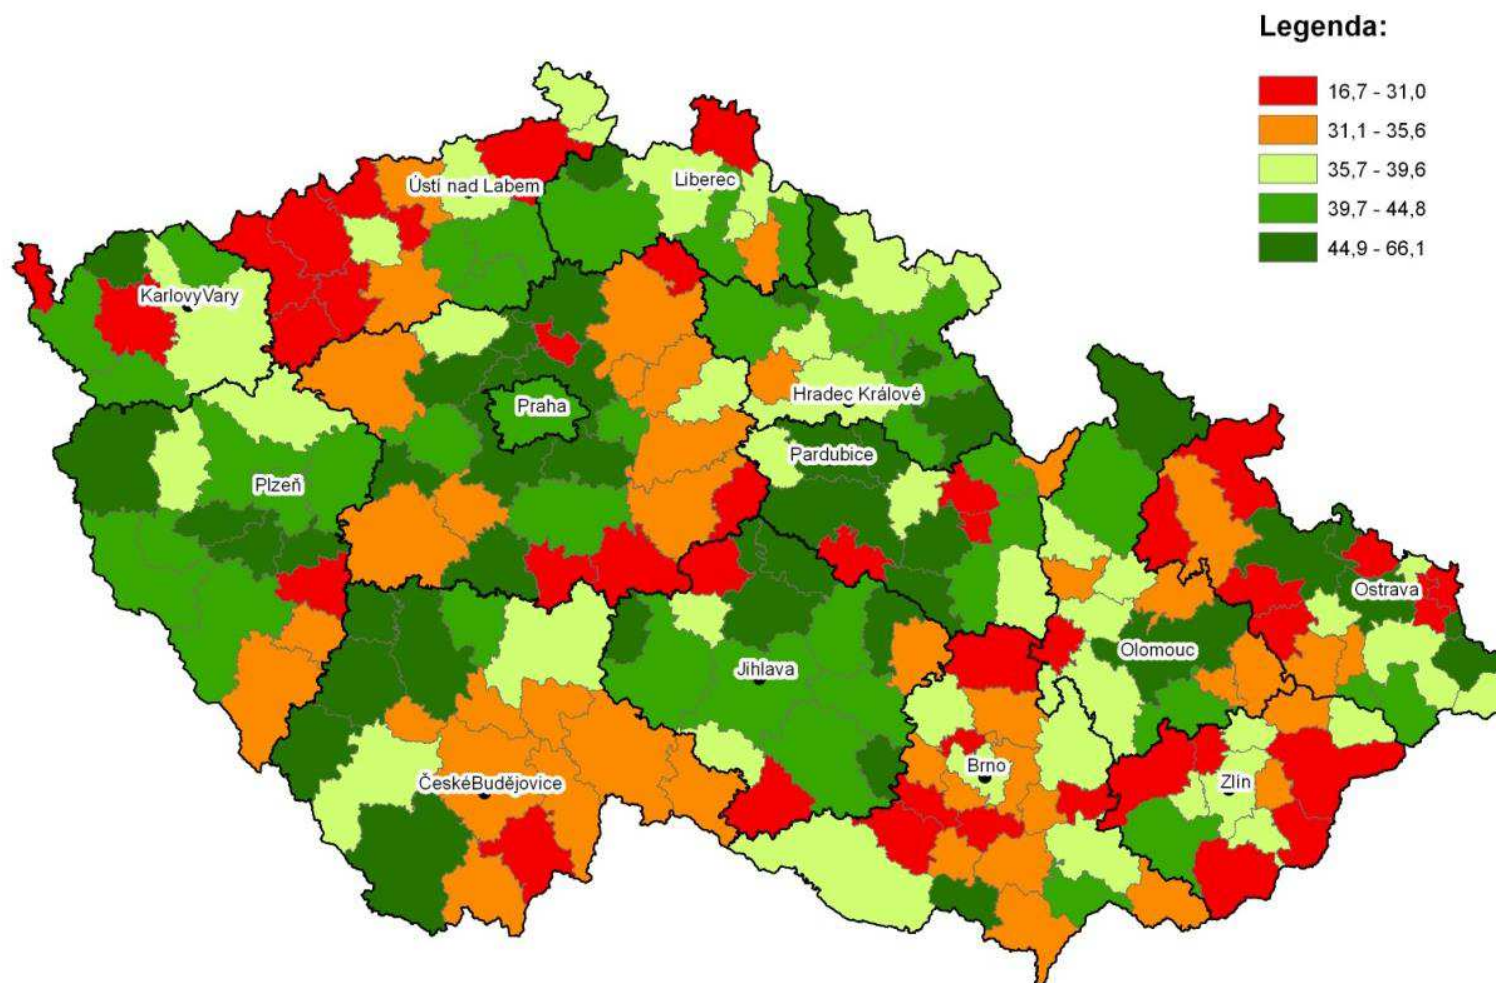 Legenda:
16,7 - 31,0
31,1 - 35,6
35,7 - 39,6
39,7 - 44,8
44,9 - 66,1
Ústí nad Labem
Liberec
KarlovyVary
Hradec Králové
Praha
Pardubice
Plzeň
Ostrava
Olomouc
Jihlava
Brno
ČeskéBudějovice
Zlín